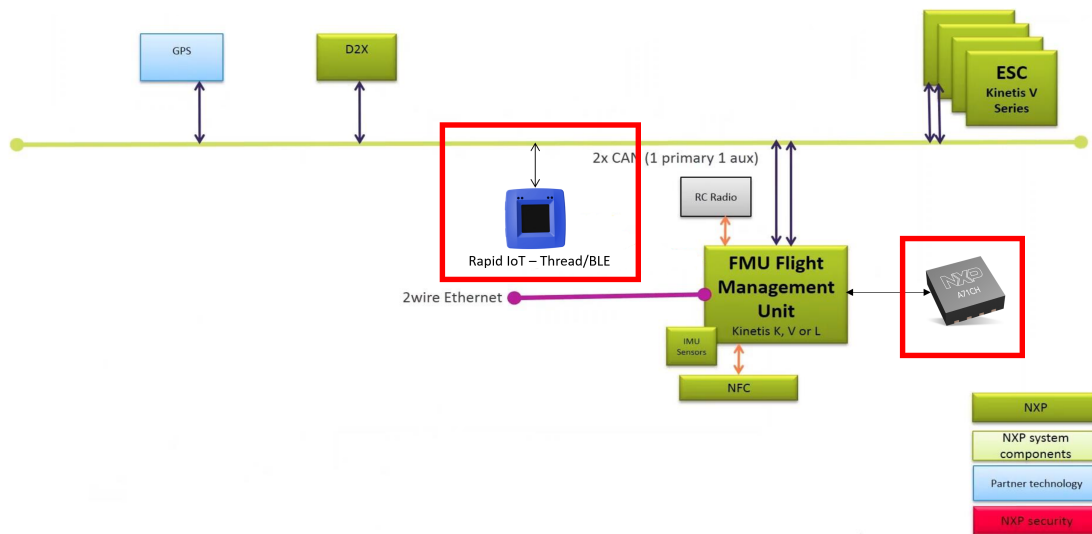 GPS
D2X
ESC
Kinetis V
Series
2x CAN (1 primary 1 aux)
RC Radio
Rapid IoT – Thread/BLE
FMU Flight
Management
Unit
Kinetis K, V or L
NXP
A71CH
2wire Ethernet
IMU
Sensors
NFC
NXP
NXP system
components
Partner technology
NXP security